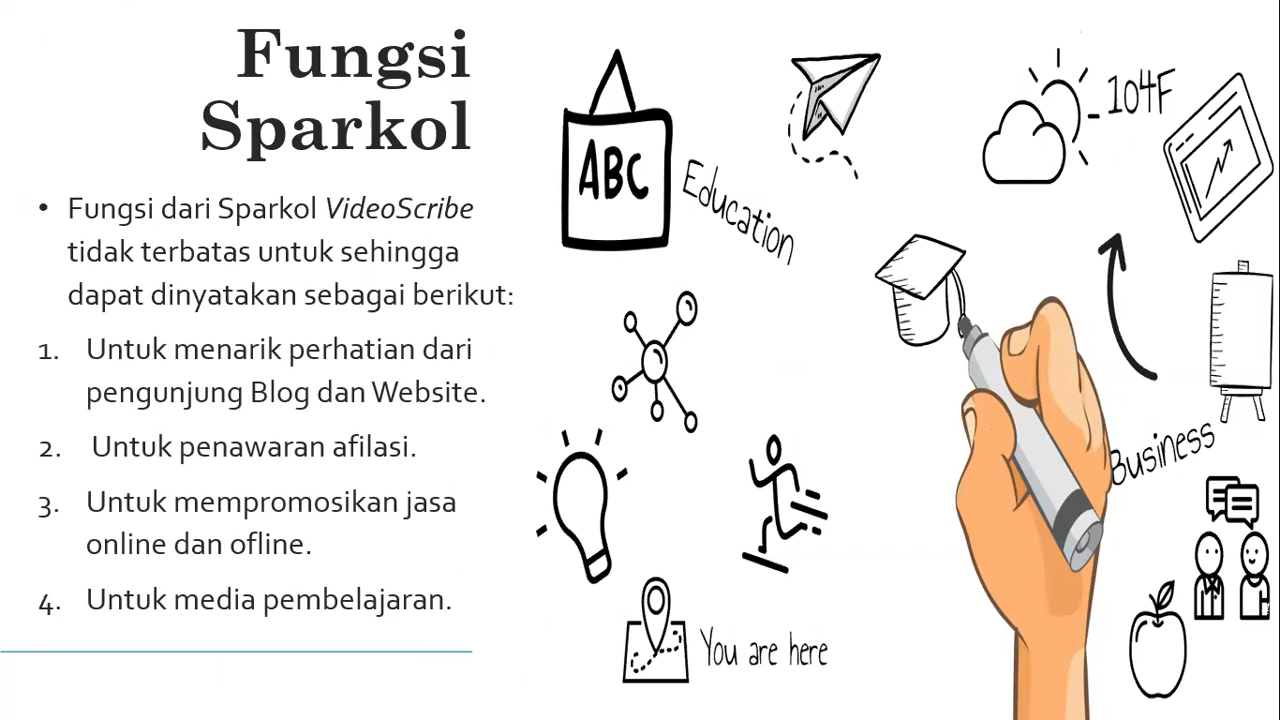 Fungsi
Sparkol
• Fungsi dari Sparkol VideoScribe
tidak terbatas untuk sehingga
dapat dinyatakan sebagai berikut:
1. Untuk menarik perhatian dari
pengunjung Blog dan Website.
2. Untuk penawaran afilasi.
3. Untuk mempromosikan jasa
online dan ofline.
4. Untuk media pembelajaran.
ABC
Education
104F
Business
You are here